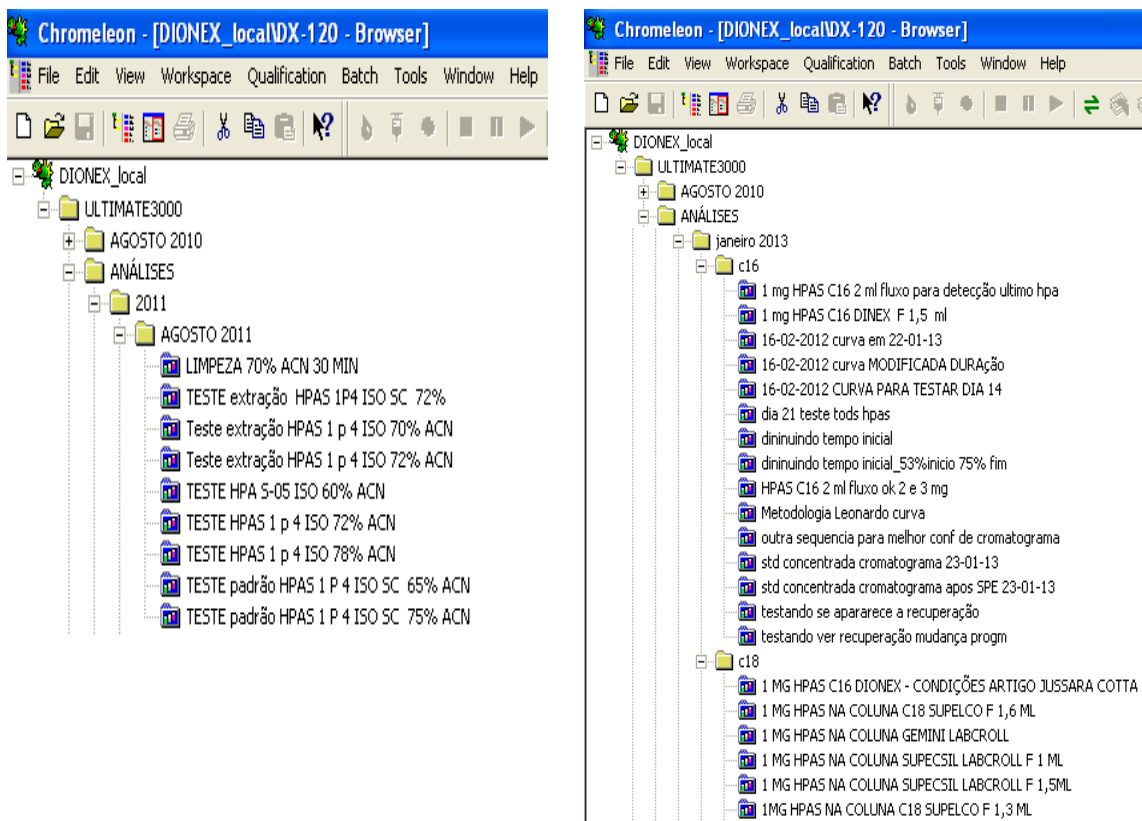 Chromeleon - [DIONEX_local\DX-120 - Browser]
File Edit View Workspace Qualification Batch Tools Window Help
DIONEX_local
ULTIMATE3000
AGOSTO 2010
ANÁLISES
2011
AGOSTO 2011
LIMPEZA 70% ACN 30 MIN
TESTE extração HPAS 1P4 ISO SC 72%
Teste extração HPAS 1 p 4 ISO 70% ACN
Teste extração HPAS 1 p 4 ISO 72% ACN
TESTE HPA S-05 ISO 60% ACN
TESTE HPAS 1 p 4 ISO 72% ACN
TESTE HPAS 1 p 4 ISO 78% ACN
TESTE padrão HPAS 1 P 4 ISO SC 65% ACN
TESTE padrão HPAS 1 P 4 ISO SC 75% ACN
Chromeleon - [DIONEX_local\DX-120 - Browser]
File Edit View Workspace Qualification Batch Tools Window Help
DIONEX_local
ULTIMATE3000
AGOSTO 2010
ANÁLISES
janeiro 2013
c16
1 mg HPAS C16 2 ml fluxo para detecção ultimo hpa
1 mg HPAS C16 DINEX F 1,5 ml
16-02-2012 curva em 22-01-13
16-02-2012 curva MODIFICADA DURAção
16-02-2012 CURVA PARA TESTAR DIA 14
dia 21 teste tods hpas
dininuindo tempo inicial
dininuindo tempo inicial_53%inicio 75% fim
HPAS C16 2 ml fluxo ok 2 e 3 mg
Metodologia Leonardo curva
outra sequencia para melhor conf de cromatograma
std concentrada cromatograma 23-01-13
std concentrada cromatograma apos SPE 23-01-13
testando se apararece a recuperação
testando ver recuperação mudança progm
c18
1 MG HPAS C16 DIONEX - CONDIÇÕES ARTIGO JUSSARA COTTA
1 MG HPAS NA COLUNA C18 SUPELCO F 1,6 ML
1 MG HPAS NA COLUNA GEMINI LABCROLL
1 MG HPAS NA COLUNA SUPECSIL LABCROLL F 1 ML
1 MG HPAS NA COLUNA SUPECSIL LABCROLL F 1,5ML
1MG HPAS NA COLUNA C18 SUPELCO F 1,3 ML